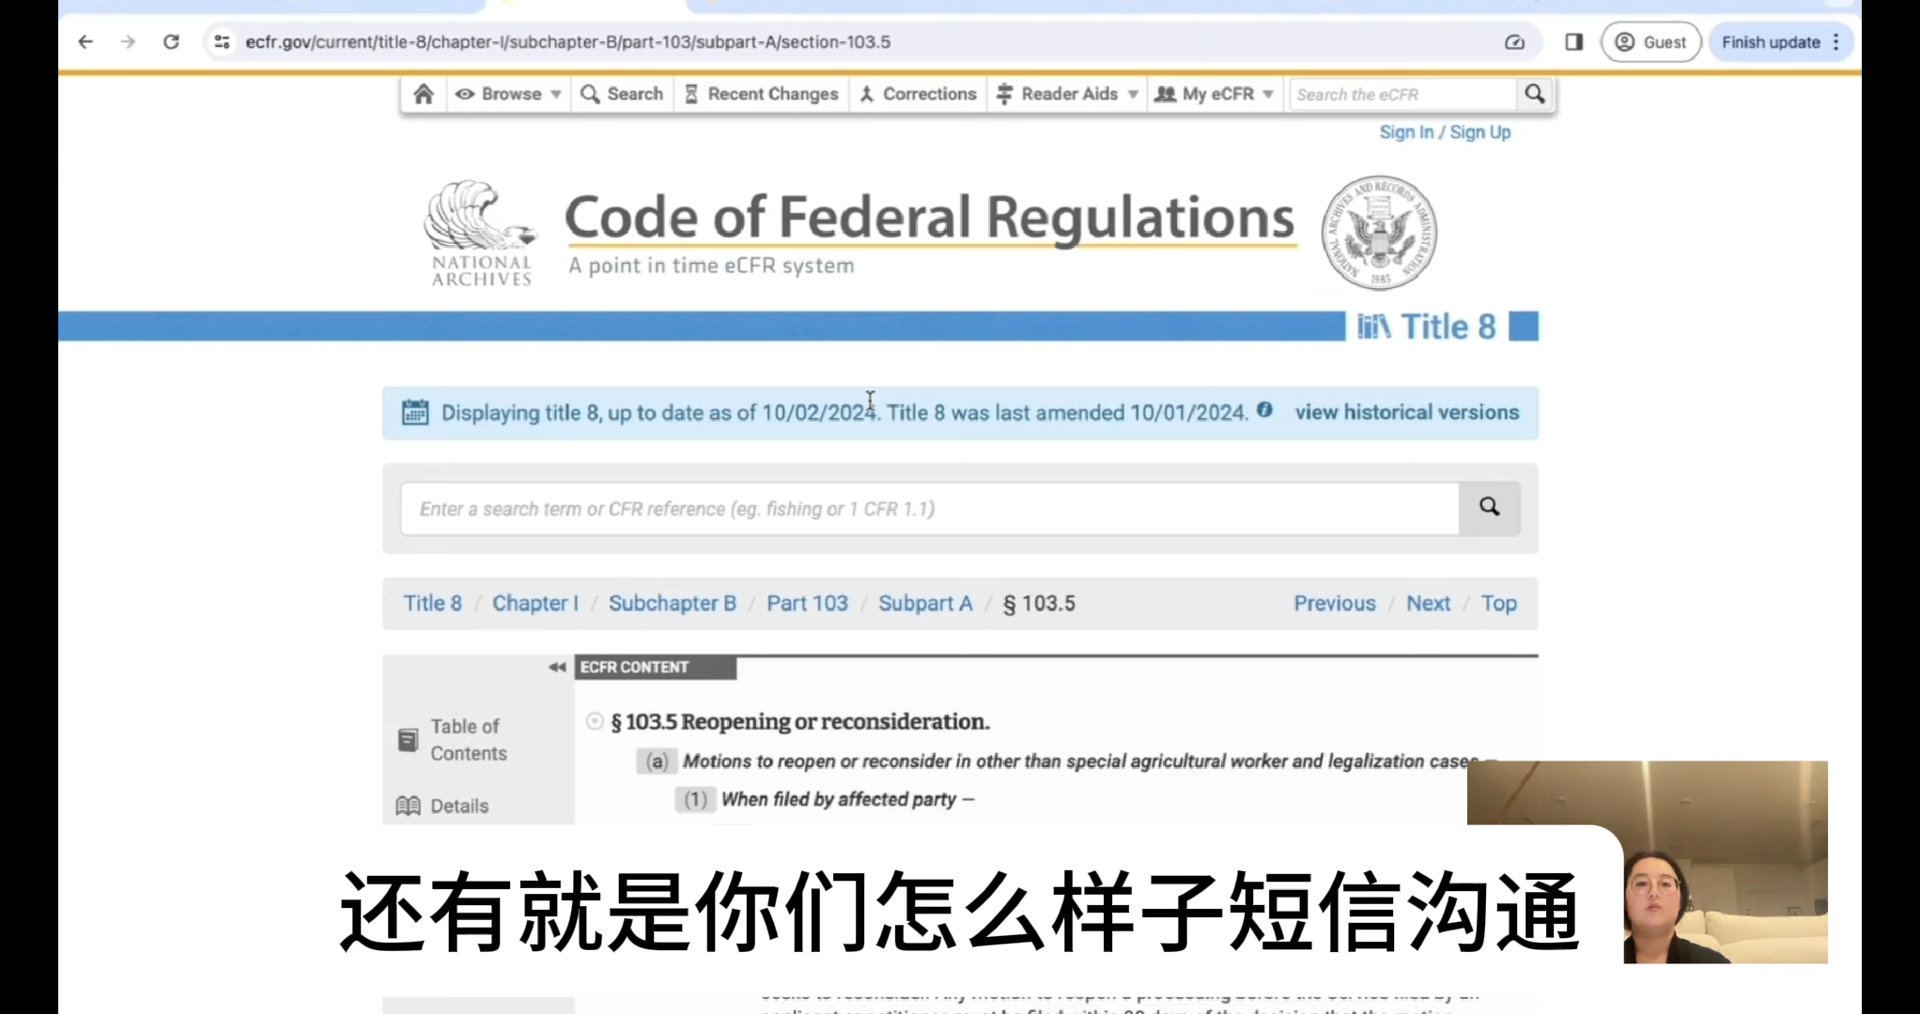 ecfr.gov/current/title-8/chapter-I/subchapter-B/part-103/subpart-A/section-103.5
Guest
Finish update
Browse
Search
Recent Changes
Corrections
Reader Aids
My eCFR
Search the eCFR
Sign In / Sign Up
NATIONAL
ARCHIVES
Code of Federal Regulations
A point in time eCFR system
NATIONAL ARCHIVES AND RECORDS ADMINISTRATION
1985
Title 8
Displaying title 8, up to date as of 10/02/2024. Title 8 was last amended 10/01/2024.
view historical versions
Enter a search term or CFR reference (eg. fishing or 1 CFR 1.1)
Title 8 / Chapter I / Subchapter B / Part 103 / Subpart A / § 103.5
Previous / Next / Top
ECFR CONTENT
Table of
Contents
Details
§ 103.5 Reopening or reconsideration.
(a) Motions to reopen or reconsider in other than special agricultural worker and legalization cases —
(1) When filed by affected party —
还有就是你们怎么样子短信沟通